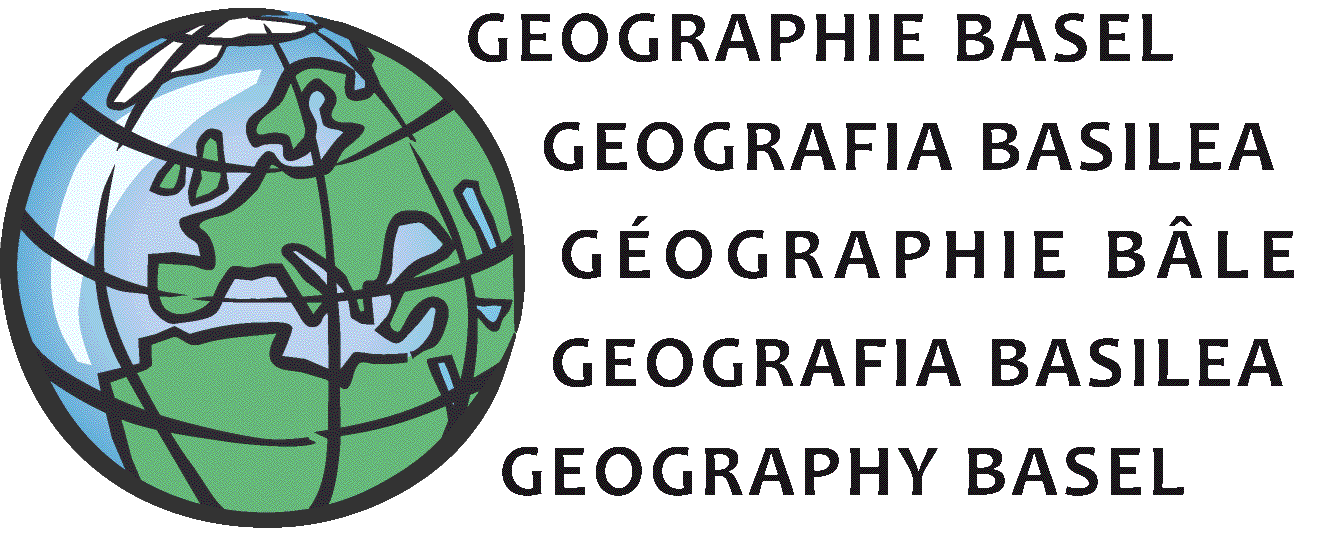 GEOGRAPHIE BASEL
GEOGRAFIA BASILEA
GÉOGRAPHIE BÂLE
GEOGRAFIA BASILEA
GEOGRAPHY BASEL